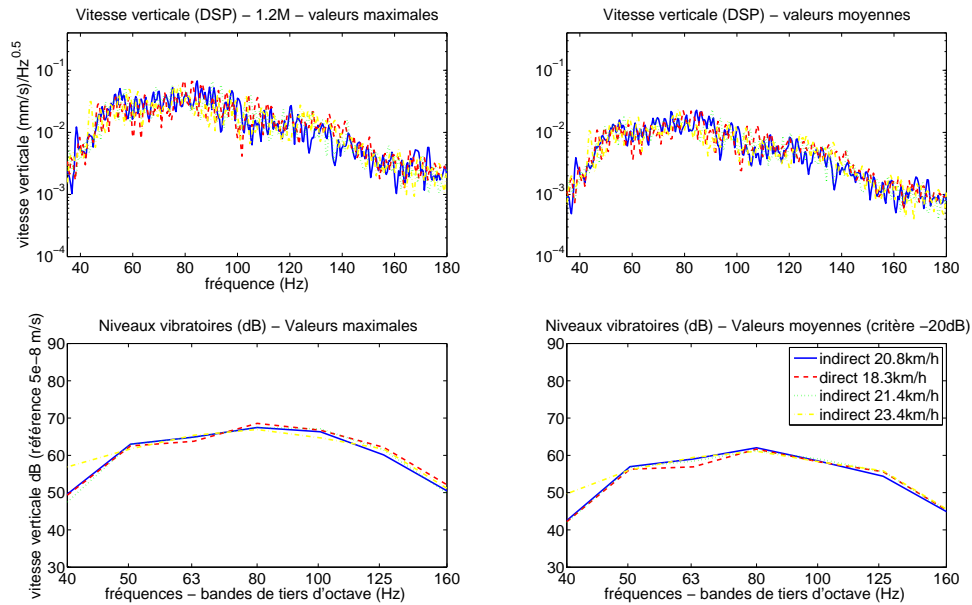 Vitesse verticale (DSP) − 1.2M − valeurs maximales
vitesse verticale (mm/s)/Hz^0.5
10^−1
10^−2
10^−3
10^−4
40 60 80 100 120 140 160 180
fréquence (Hz)
Vitesse verticale (DSP) − valeurs moyennes
10^−1
10^−2
10^−3
10^−4
40 60 80 100 120 140 160 180
Niveaux vibratoires (dB) − Valeurs maximales
vitesse verticale dB (référence 5e−8 m/s)
90
80
70
60
50
40
30
40 50 63 80 100 125 160
fréquences − bandes de tiers d'octave (Hz)
Niveaux vibratoires (dB) − Valeurs moyennes (critère −20dB)
90
80
70
60
50
40
30
40 50 63 80 100 125 160
fréquences − bandes de tiers d'octave (Hz)
indirect 20.8km/h
direct 18.3km/h
indirect 21.4km/h
indirect 23.4km/h